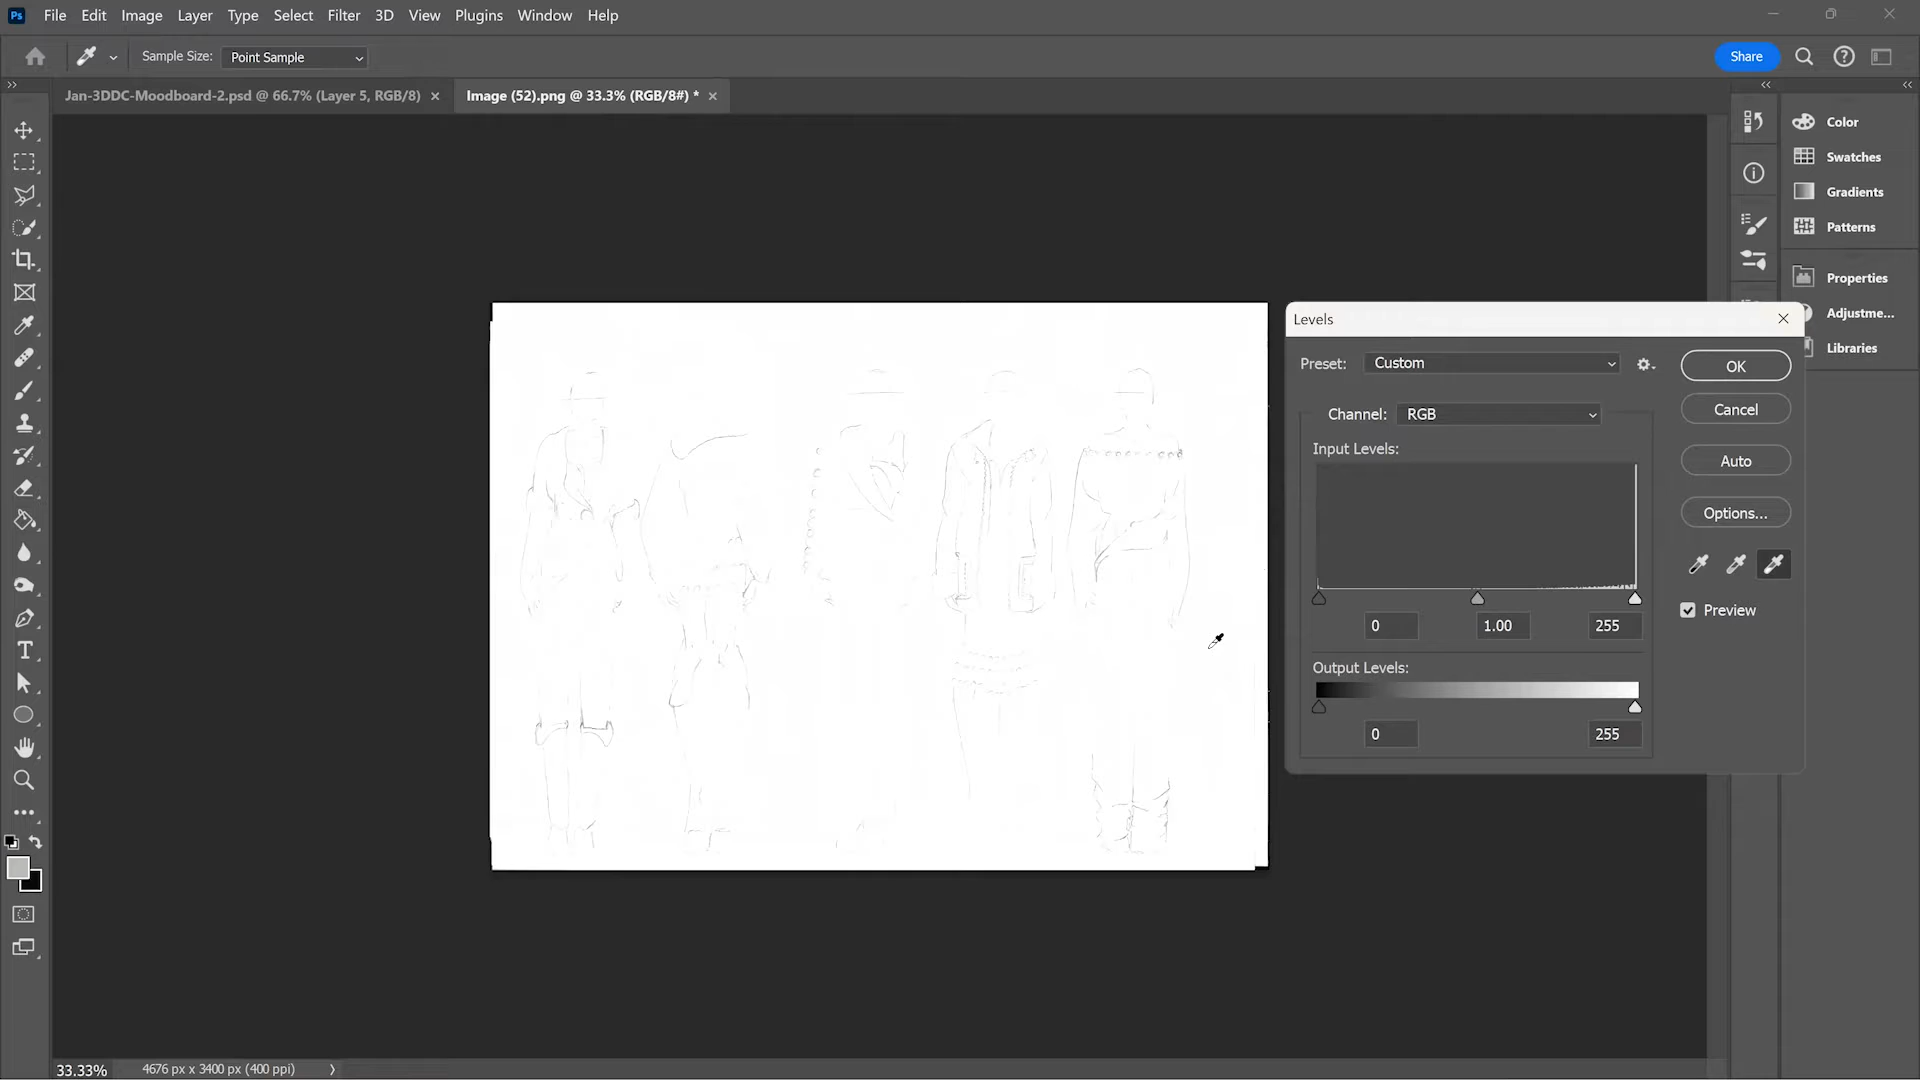 Ps File Edit Image Layer Type Select Filter 3D View Plugins Window Help
Sample Size: Point Sample Share
Jan-3DDC-Moodboard-2.psd @ 66.7% (Layer 5, RGB/8) Image (52).png @ 33.3% (RGB/8#) *
Color
Swatches
Gradients
Patterns
Properties
Adjustme...
Libraries
Levels
Preset: Custom OK
Cancel
Channel: RGB
Input Levels:
Auto
Options...
Preview
0 1.00 255
Output Levels:
0 255
33.33% 4676 px x 3400 px (400 ppi)